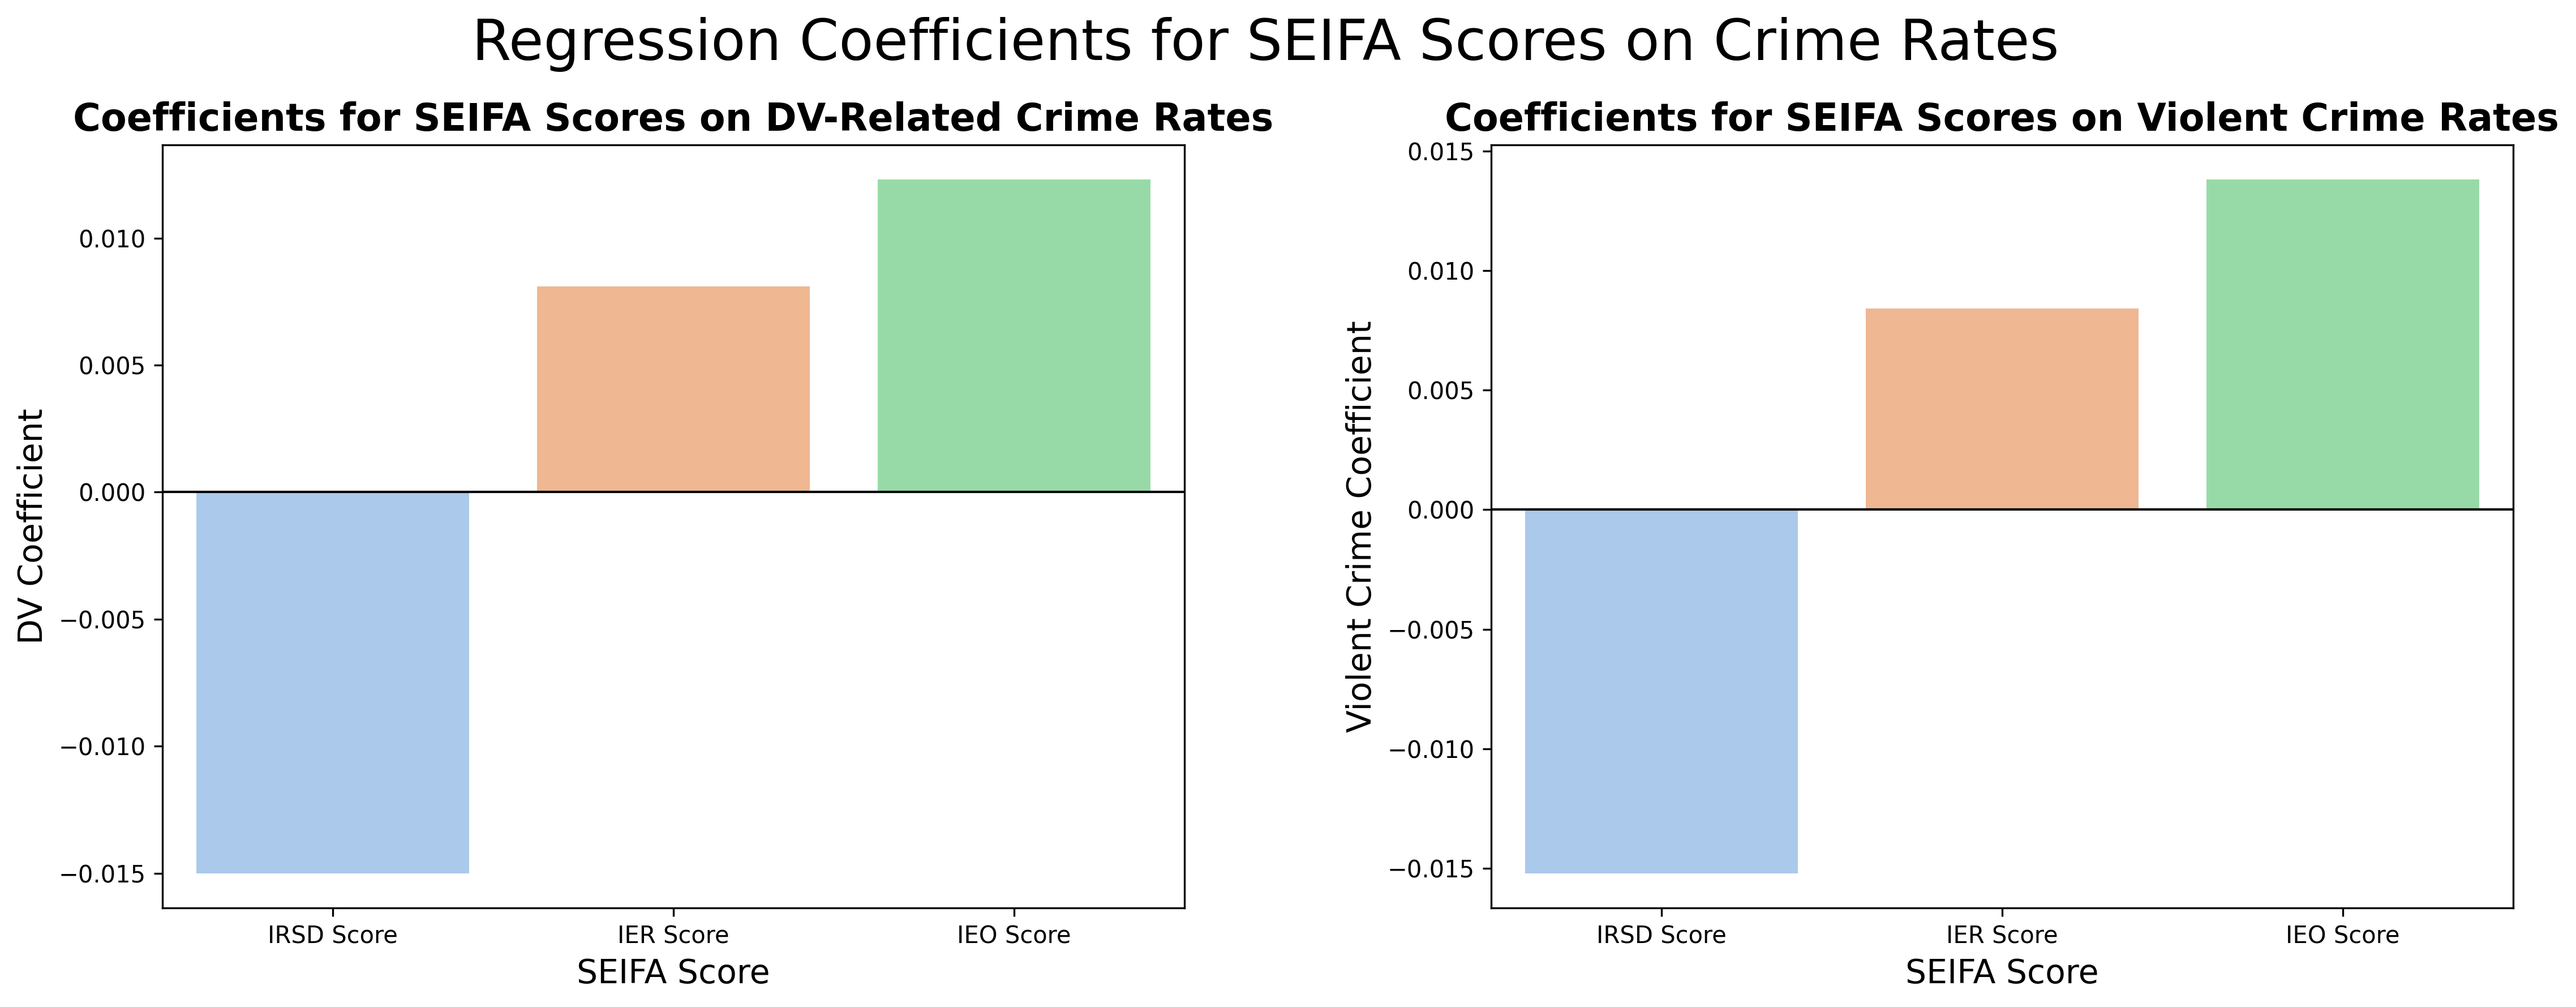 Regression Coefficients for SEIFA Scores on Crime Rates
Coefficients for SEIFA Scores on DV-Related Crime Rates
DV Coefficient
0.010
0.005
0.000
−0.005
−0.010
−0.015
IRSD Score
IER Score
IEO Score
SEIFA Score
Coefficients for SEIFA Scores on Violent Crime Rates
Violent Crime Coefficient
0.015
0.010
0.005
0.000
−0.005
−0.010
−0.015
IRSD Score
IER Score
IEO Score
SEIFA Score